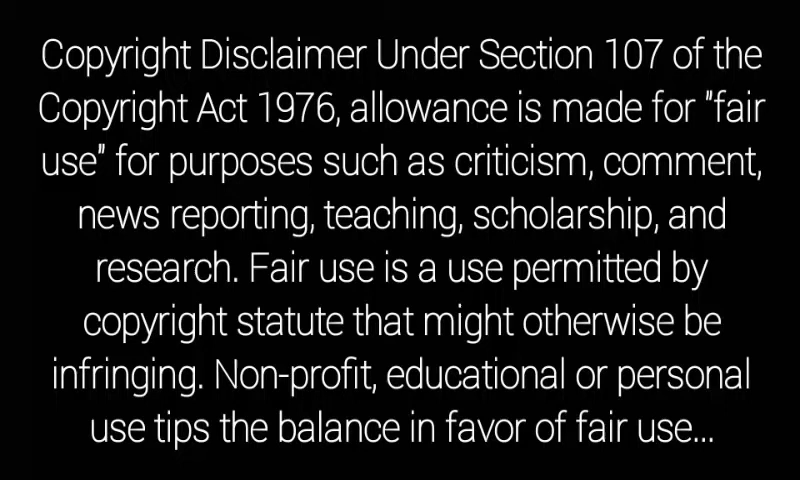 Copyright Disclaimer Under Section 107 of the
Copyright Act 1976, allowance is made for "fair
use" for purposes such as criticism, comment,
news reporting, teaching, scholarship, and
research. Fair use is a use permitted by
copyright statute that might otherwise be
infringing. Non-profit, educational or personal
use tips the balance in favor of fair use...